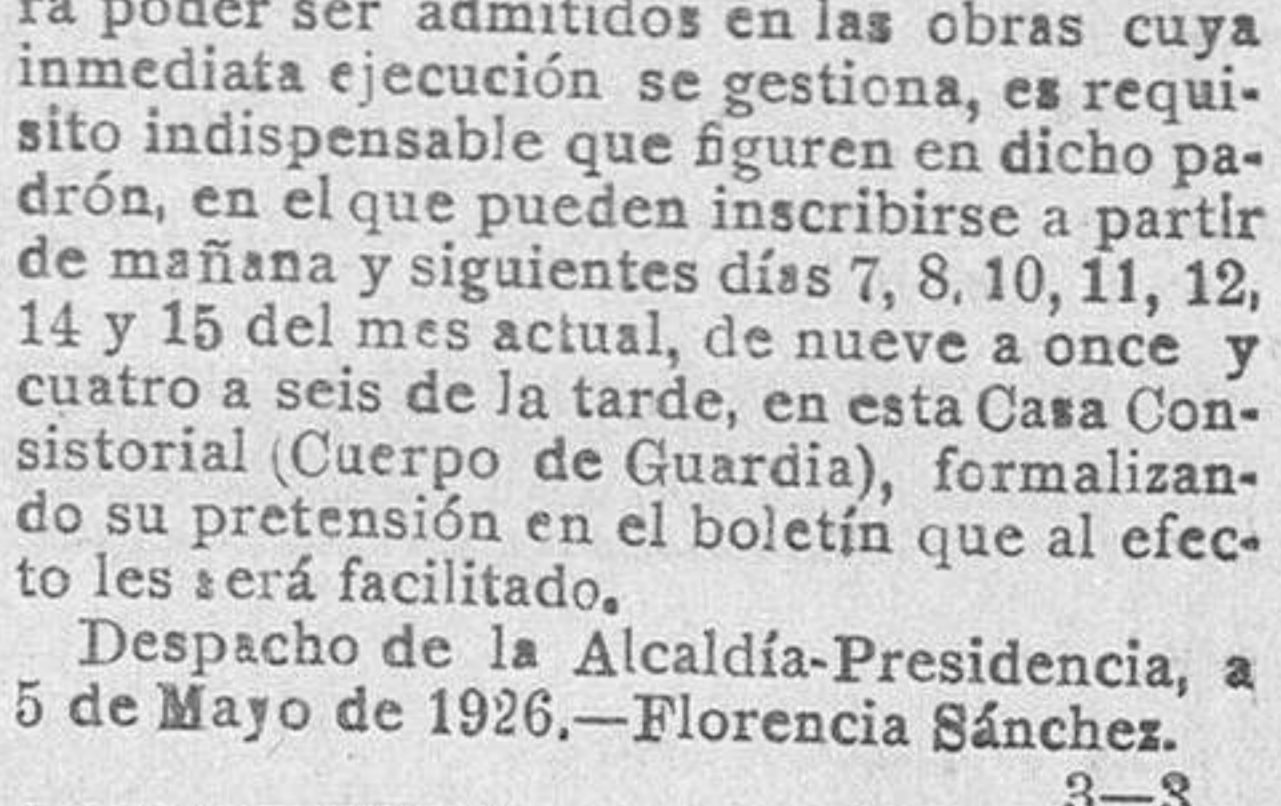 ra poder ser admitidos en las obras cuya
inmediata ejecución se gestiona, es requi-
sito indispensable que figuren en dicho pa-
drón, en el que pueden inscribirse a partir
de mañana y siguientes días 7, 8, 10, 11, 12,
14 y 15 del mes actual, de nueve a once y
cuatro a seis de la tarde, en esta Casa Con-
sistorial (Cuerpo de Guardia), formalizan-
do su pretensión en el boletín que al efec-
to les será facilitado.
Despacho de la Alcaldía-Presidencia, a
5 de Mayo de 1926.—Florencia Sánchez.
3—3